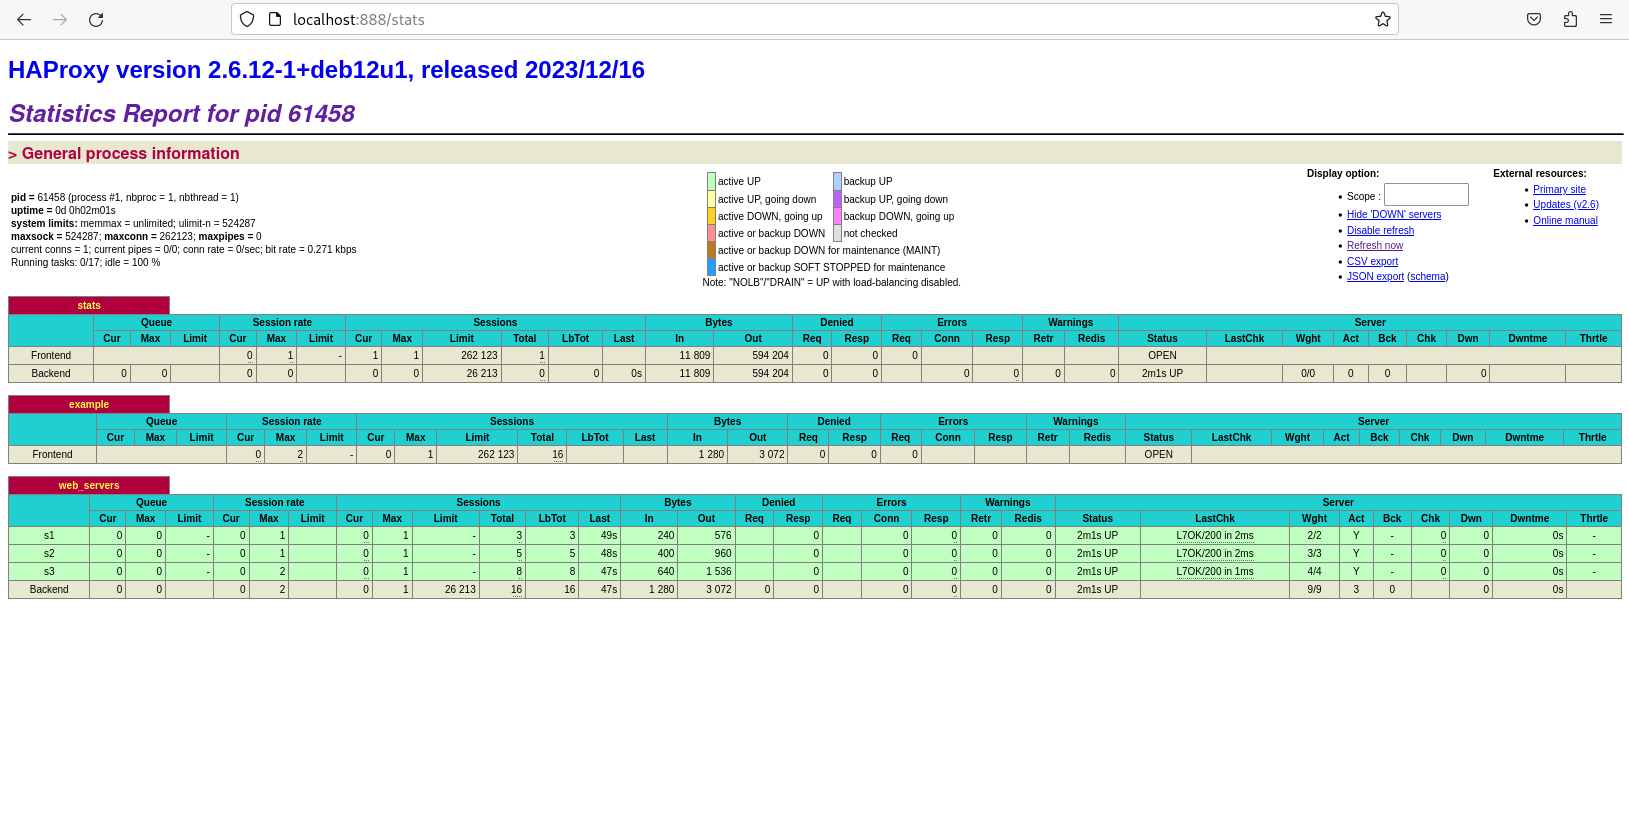 localhost:888/stats
HAProxy version 2.6.12-1+deb12u1, released 2023/12/16
Statistics Report for pid 61458
> General process information
pid = 61458 (process #1, nbproc = 1, nbthread = 1)
uptime = 0d 0h02m01s
system limits: memmax = unlimited; ulimit-n = 524287
maxsock = 524287; maxconn = 262123; maxpipes = 0
current conns = 1; current pipes = 0/0; conn rate = 0/sec; bit rate = 0.271 kbps
Running tasks: 0/17; idle = 100 %
active UP backup UP
active UP, going down backup UP, going down
active DOWN, going up backup DOWN, going up
active or backup DOWN not checked
active or backup DOWN for maintenance (MAINT)
active or backup SOFT STOPPED for maintenance
Note: "NOLB"/"DRAIN" = UP with load-balancing disabled.
Display option:
• Scope :
• Hide 'DOWN' servers
• Disable refresh
• Refresh now
• CSV export
• JSON export (schema)
External resources:
• Primary site
• Updates (v2.6)
• Online manual
stats
Queue Session rate Sessions Bytes Denied Errors Warnings Server
Cur Max Limit Cur Max Limit Cur Max Limit Total LbTot Last In Out Req Resp Req Conn Resp Retr Redis Status LastChk Wght Act Bck Chk Dwn Dwntme Thrtle
Frontend 0 1 - 1 1 262 123 1 11 809 594 204 0 0 0 OPEN
Backend 0 0 0 0 0 0 26 213 0 0 0s 11 809 594 204 0 0 0 0 0 0 2m1s UP 0/0 0 0 0
example
Queue Session rate Sessions Bytes Denied Errors Warnings Server
Cur Max Limit Cur Max Limit Cur Max Limit Total LbTot Last In Out Req Resp Req Conn Resp Retr Redis Status LastChk Wght Act Bck Chk Dwn Dwntme Thrtle
Frontend 0 2 - 0 1 262 123 16 1 280 3 072 0 0 0 OPEN
web_servers
Queue Session rate Sessions Bytes Denied Errors Warnings Server
Cur Max Limit Cur Max Limit Cur Max Limit Total LbTot Last In Out Req Resp Req Conn Resp Retr Redis Status LastChk Wght Act Bck Chk Dwn Dwntme Thrtle
s1 0 0 - 0 1 0 1 - 3 3 49s 240 576 0 0 0 0 0 2m1s UP L7OK/200 in 2ms 2/2 Y - 0 0 0s -
s2 0 0 - 0 1 0 1 - 5 5 48s 400 960 0 0 0 0 0 2m1s UP L7OK/200 in 2ms 3/3 Y - 0 0 0s -
s3 0 0 - 0 2 0 1 - 8 8 47s 640 1 536 0 0 0 0 0 2m1s UP L7OK/200 in 1ms 4/4 Y - 0 0 0s -
Backend 0 0 0 2 0 1 26 213 16 16 47s 1 280 3 072 0 0 0 0 0 0 2m1s UP 9/9 3 0 0 0s